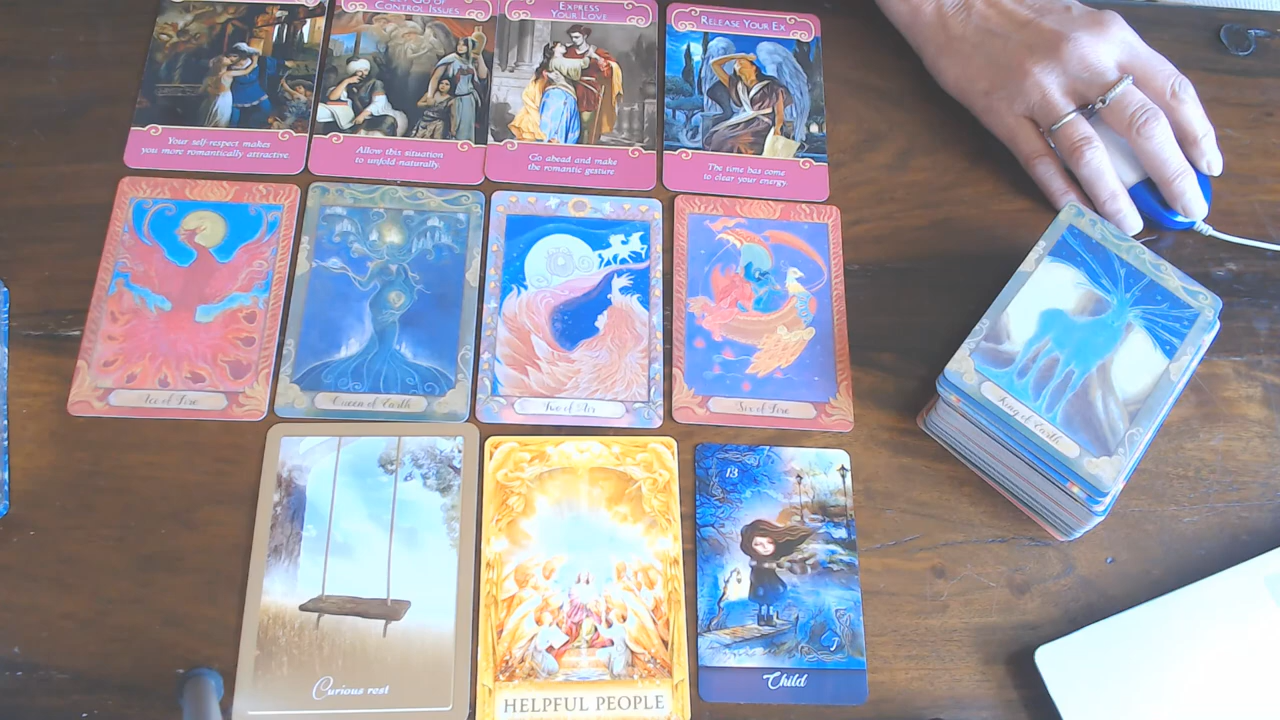 CONTROL ISSUES
EXPRESS
YOUR LOVE
RELEASE YOUR EX
Your self-respect makes
you more romantically attractive.
Allow this situation
to unfold naturally.
Go ahead and make
the romantic gesture
The time has come
to clear your energy.
Ace of Fire
Queen of Earth
Two of Air
Six of Fire
King of Earth
13
Curious rest
HELPFUL PEOPLE
J
Child